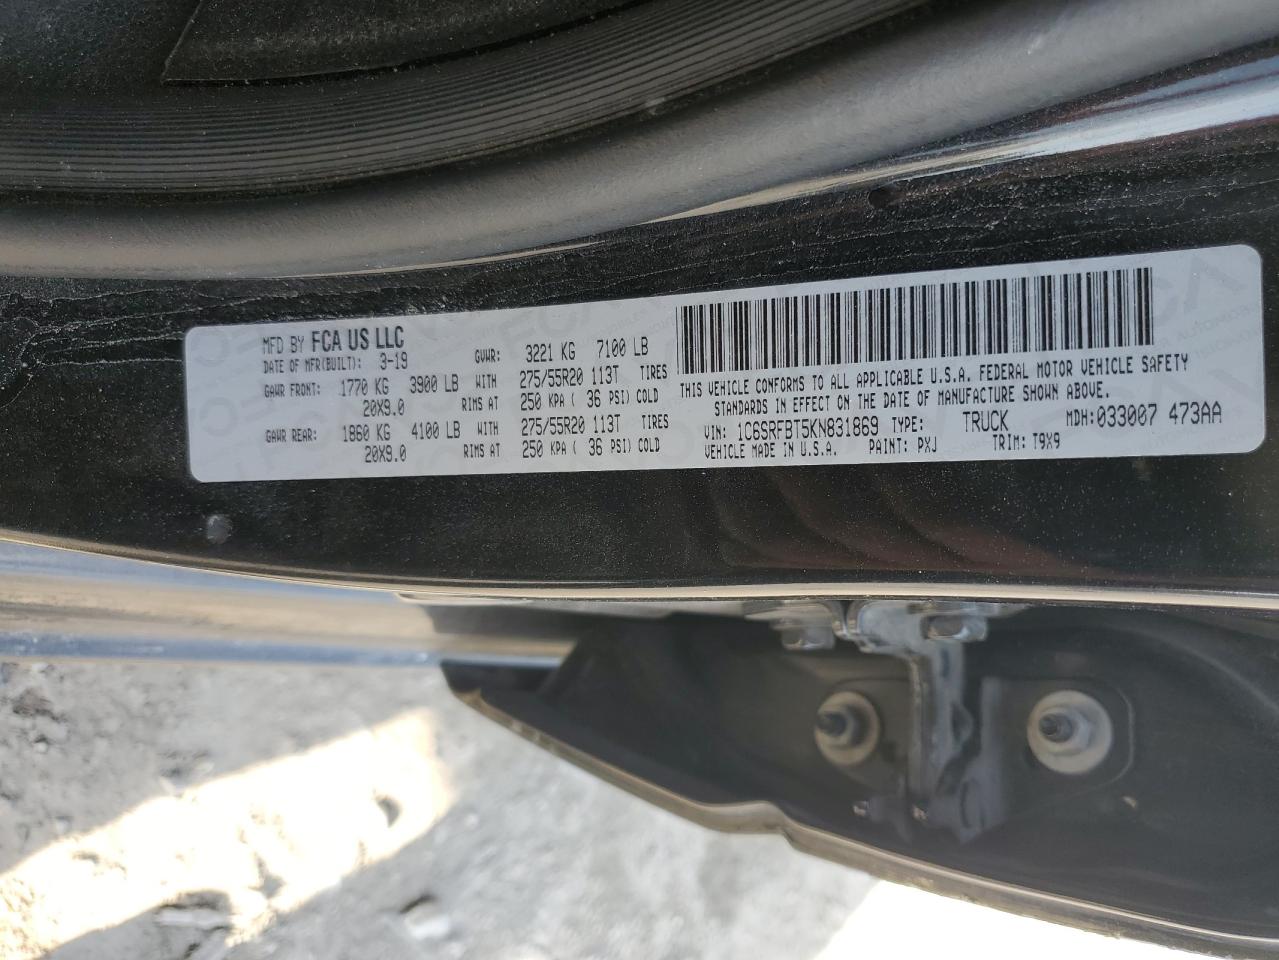 MFD BY FCA US LLC
DATE OF MFR(BUILT): 3-19 GVWR: 3221 KG 7100 LB
GAWR FRONT: 1770 KG 3900 LB WITH 275/55R20 113T TIRES
20X9.0 RIMS AT 250 KPA ( 36 PSI) COLD
GAWR REAR: 1860 KG 4100 LB WITH 275/55R20 113T TIRES
20X9.0 RIMS AT 250 KPA ( 36 PSI) COLD
THIS VEHICLE CONFORMS TO ALL APPLICABLE U.S.A. FEDERAL MOTOR VEHICLE SAFETY
STANDARDS IN EFFECT ON THE DATE OF MANUFACTURE SHOWN ABOVE.
VIN: 1C6SRFBT5KN831869 TYPE: TRUCK MDH:033007 473AA
VEHICLE MADE IN U.S.A. PAINT: PXJ TRIM: T9X9